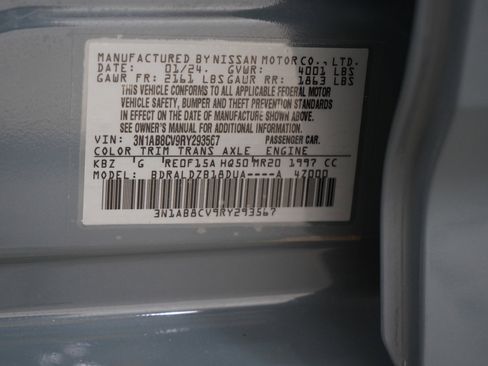 MANUFACTURED BY NISSAN MOTOR CO., LTD.
DATE: 01/24 GVWR: 4001 LBS
GAWR FR: 2161 LBS GAWR RR: 1863 LBS
THIS VEHICLE CONFORMS TO ALL APPLICABLE FEDERAL MOTOR
VEHICLE SAFETY, BUMPER AND THEFT PREVENTION STANDARDS
IN EFFECT ON THE DATE OF MANUFACTURE SHOWN ABOVE.
SEE OWNER'S MANUAL FOR ADDITIONAL INFORMATION.
VIN: 3N1AB8CV9RY293567 PASSENGER CAR.
COLOR TRIM TRANS AXLE ENGINE
KBZ G RE0F15A HQ50 MR20 1997 CC
MODEL: BDRALDZB18DUA----A 4Z000
3N1AB8CV9RY293567